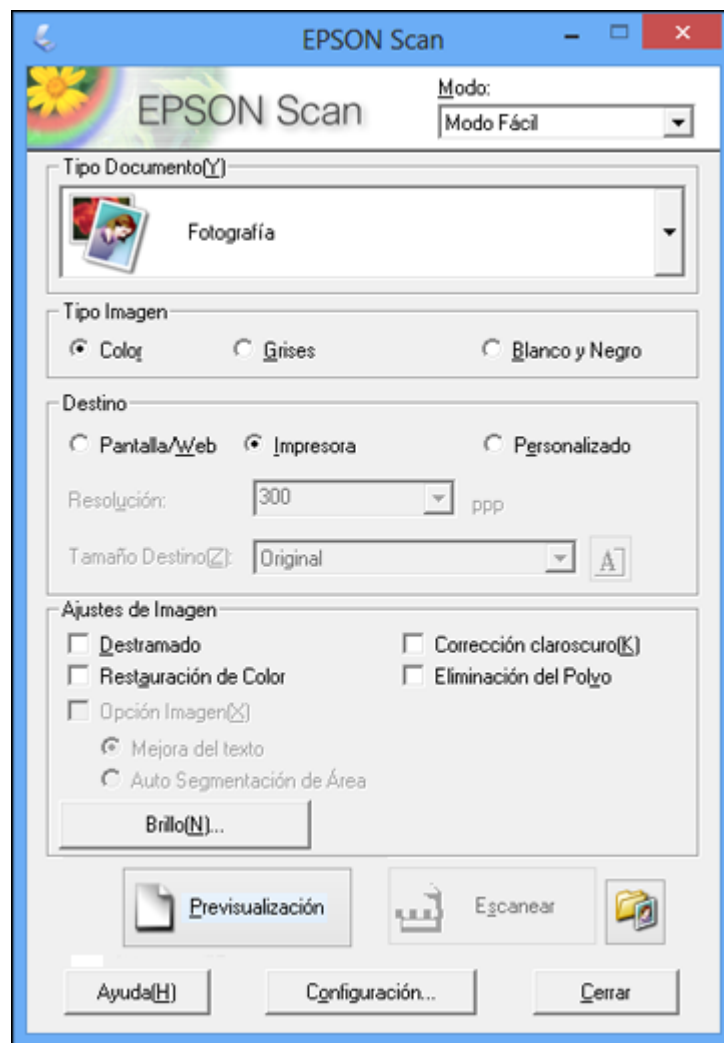 EPSON Scan
EPSON Scan
Modo:
Modo Fácil
Tipo Documento(Y)
Fotografía
Tipo Imagen
Color Grises Blanco y Negro
Destino
Pantalla/Web Impresora Personalizado
Resolución: 300 ppp
Tamaño Destino(Z): Original A
Ajustes de Imagen
Destramado Corrección claroscuro(K)
Restauración de Color Eliminación del Polvo
Opción Imagen(X)
Mejora del texto
Auto Segmentación de Área
Brillo(N)...
Previsualización Escanear
Ayuda(H) Configuración... Cerrar